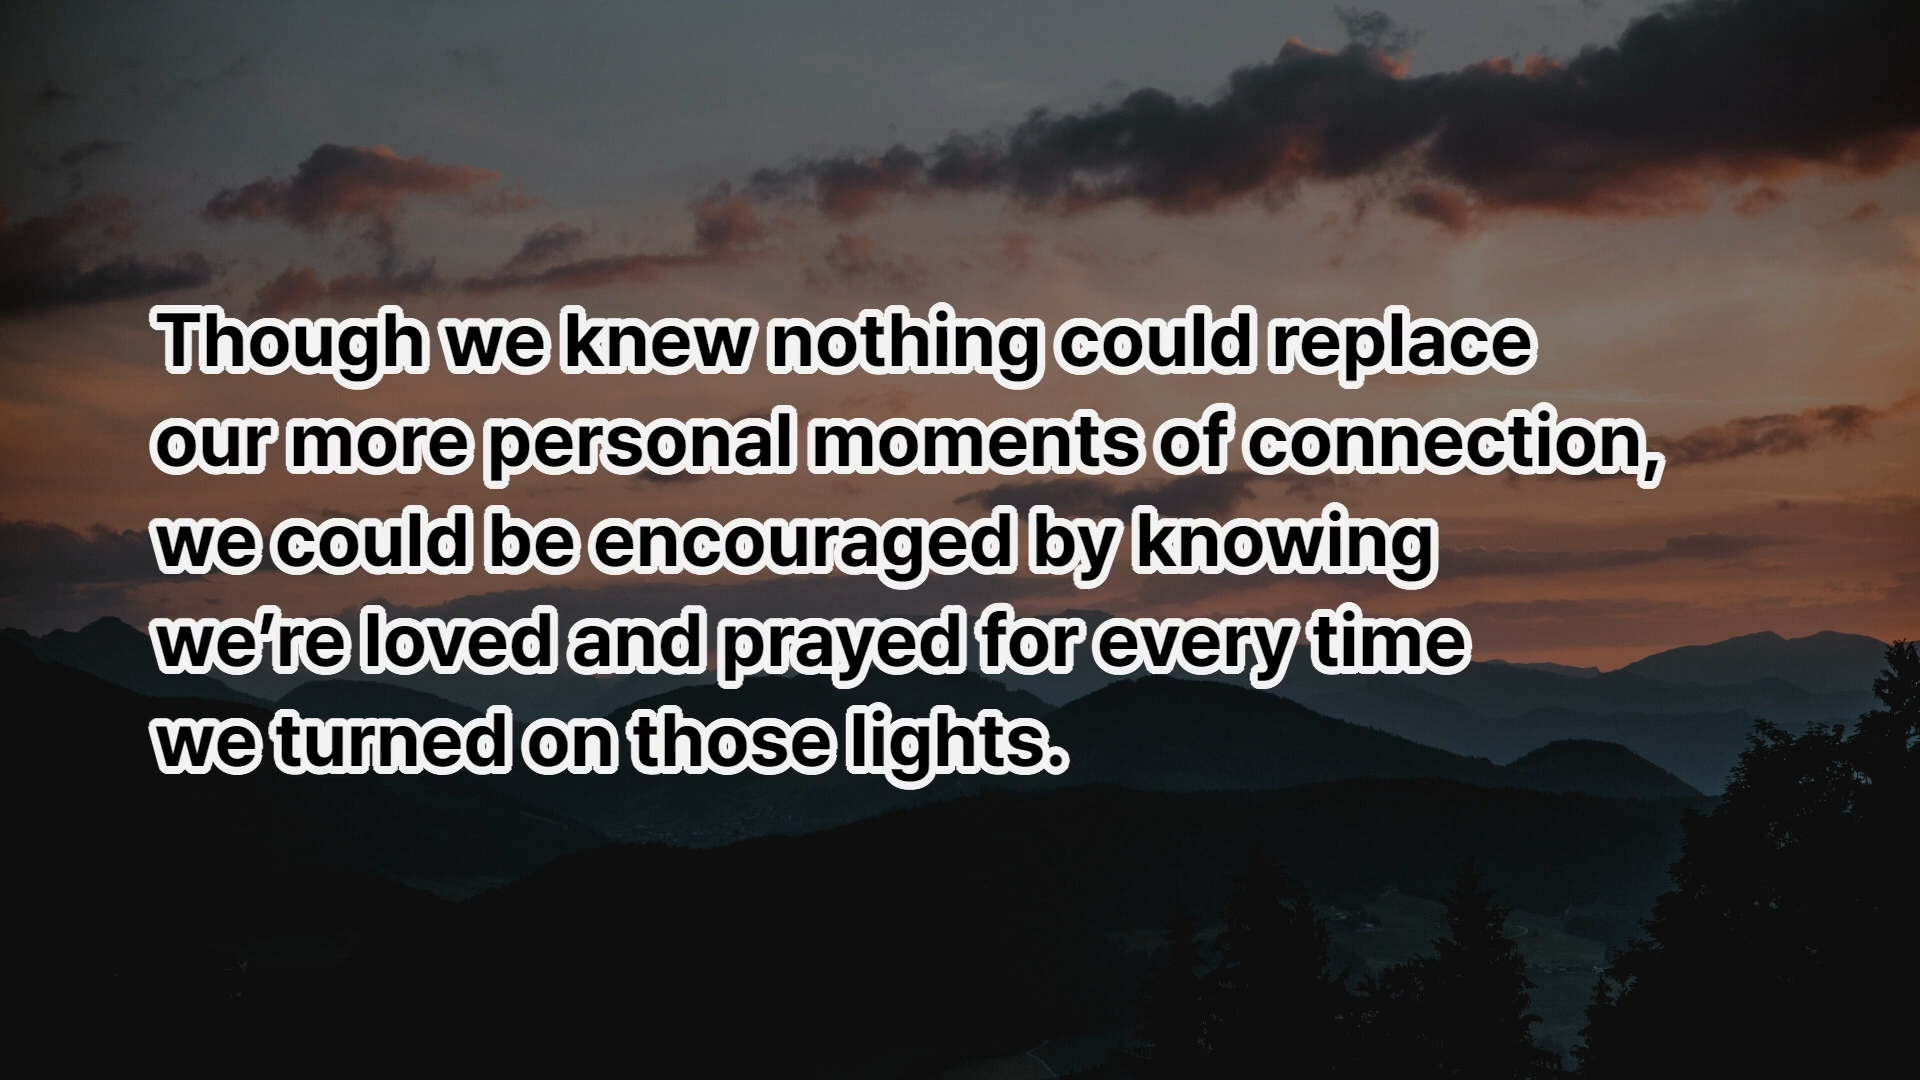 Though we knew nothing could replace
our more personal moments of connection,
we could be encouraged by knowing
we’re loved and prayed for every time
we turned on those lights.